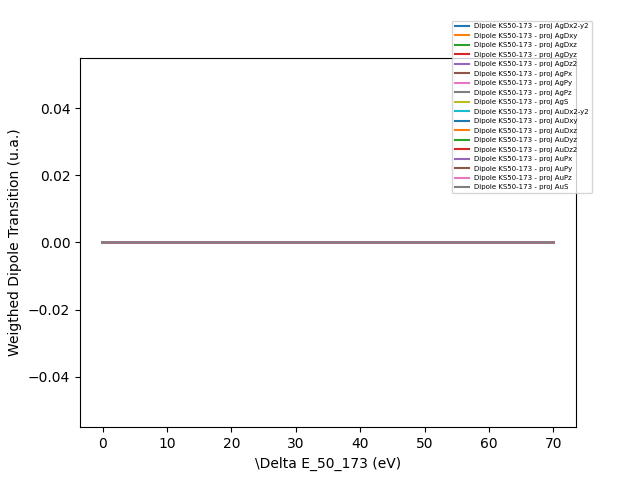 Dipole KS50-173 - proj AgDx2-y2
Dipole KS50-173 - proj AgDxy
Dipole KS50-173 - proj AgDxz
Dipole KS50-173 - proj AgDyz
Dipole KS50-173 - proj AgDz2
Dipole KS50-173 - proj AgPx
Dipole KS50-173 - proj AgPy
Dipole KS50-173 - proj AgPz
Dipole KS50-173 - proj AgS
Dipole KS50-173 - proj AuDx2-y2
Dipole KS50-173 - proj AuDxy
Dipole KS50-173 - proj AuDxz
Dipole KS50-173 - proj AuDyz
Dipole KS50-173 - proj AuDz2
Dipole KS50-173 - proj AuPx
Dipole KS50-173 - proj AuPy
Dipole KS50-173 - proj AuPz
Dipole KS50-173 - proj AuS
Weigthed Dipole Transition (u.a.)
0.04
0.02
0.00
−0.02
−0.04
0 10 20 30 40 50 60 70
\Delta E_50_173 (eV)